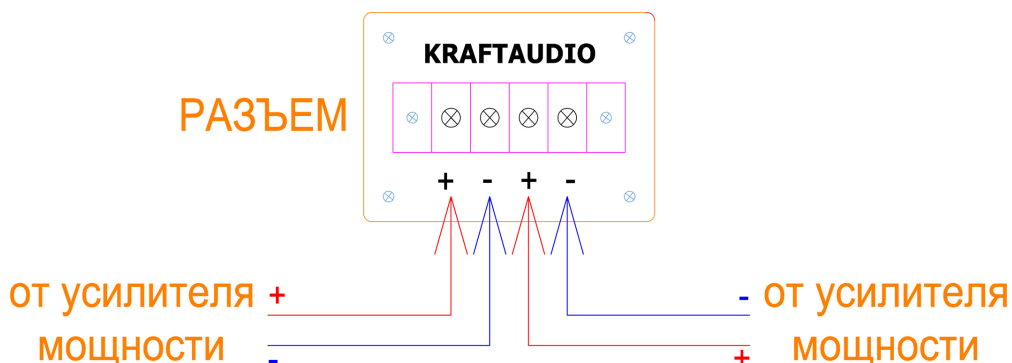 KRAFTAUDIO
РАЗЪЕМ
+ - + -
от усилителя +
мощности -
- от усилителя
+ мощности